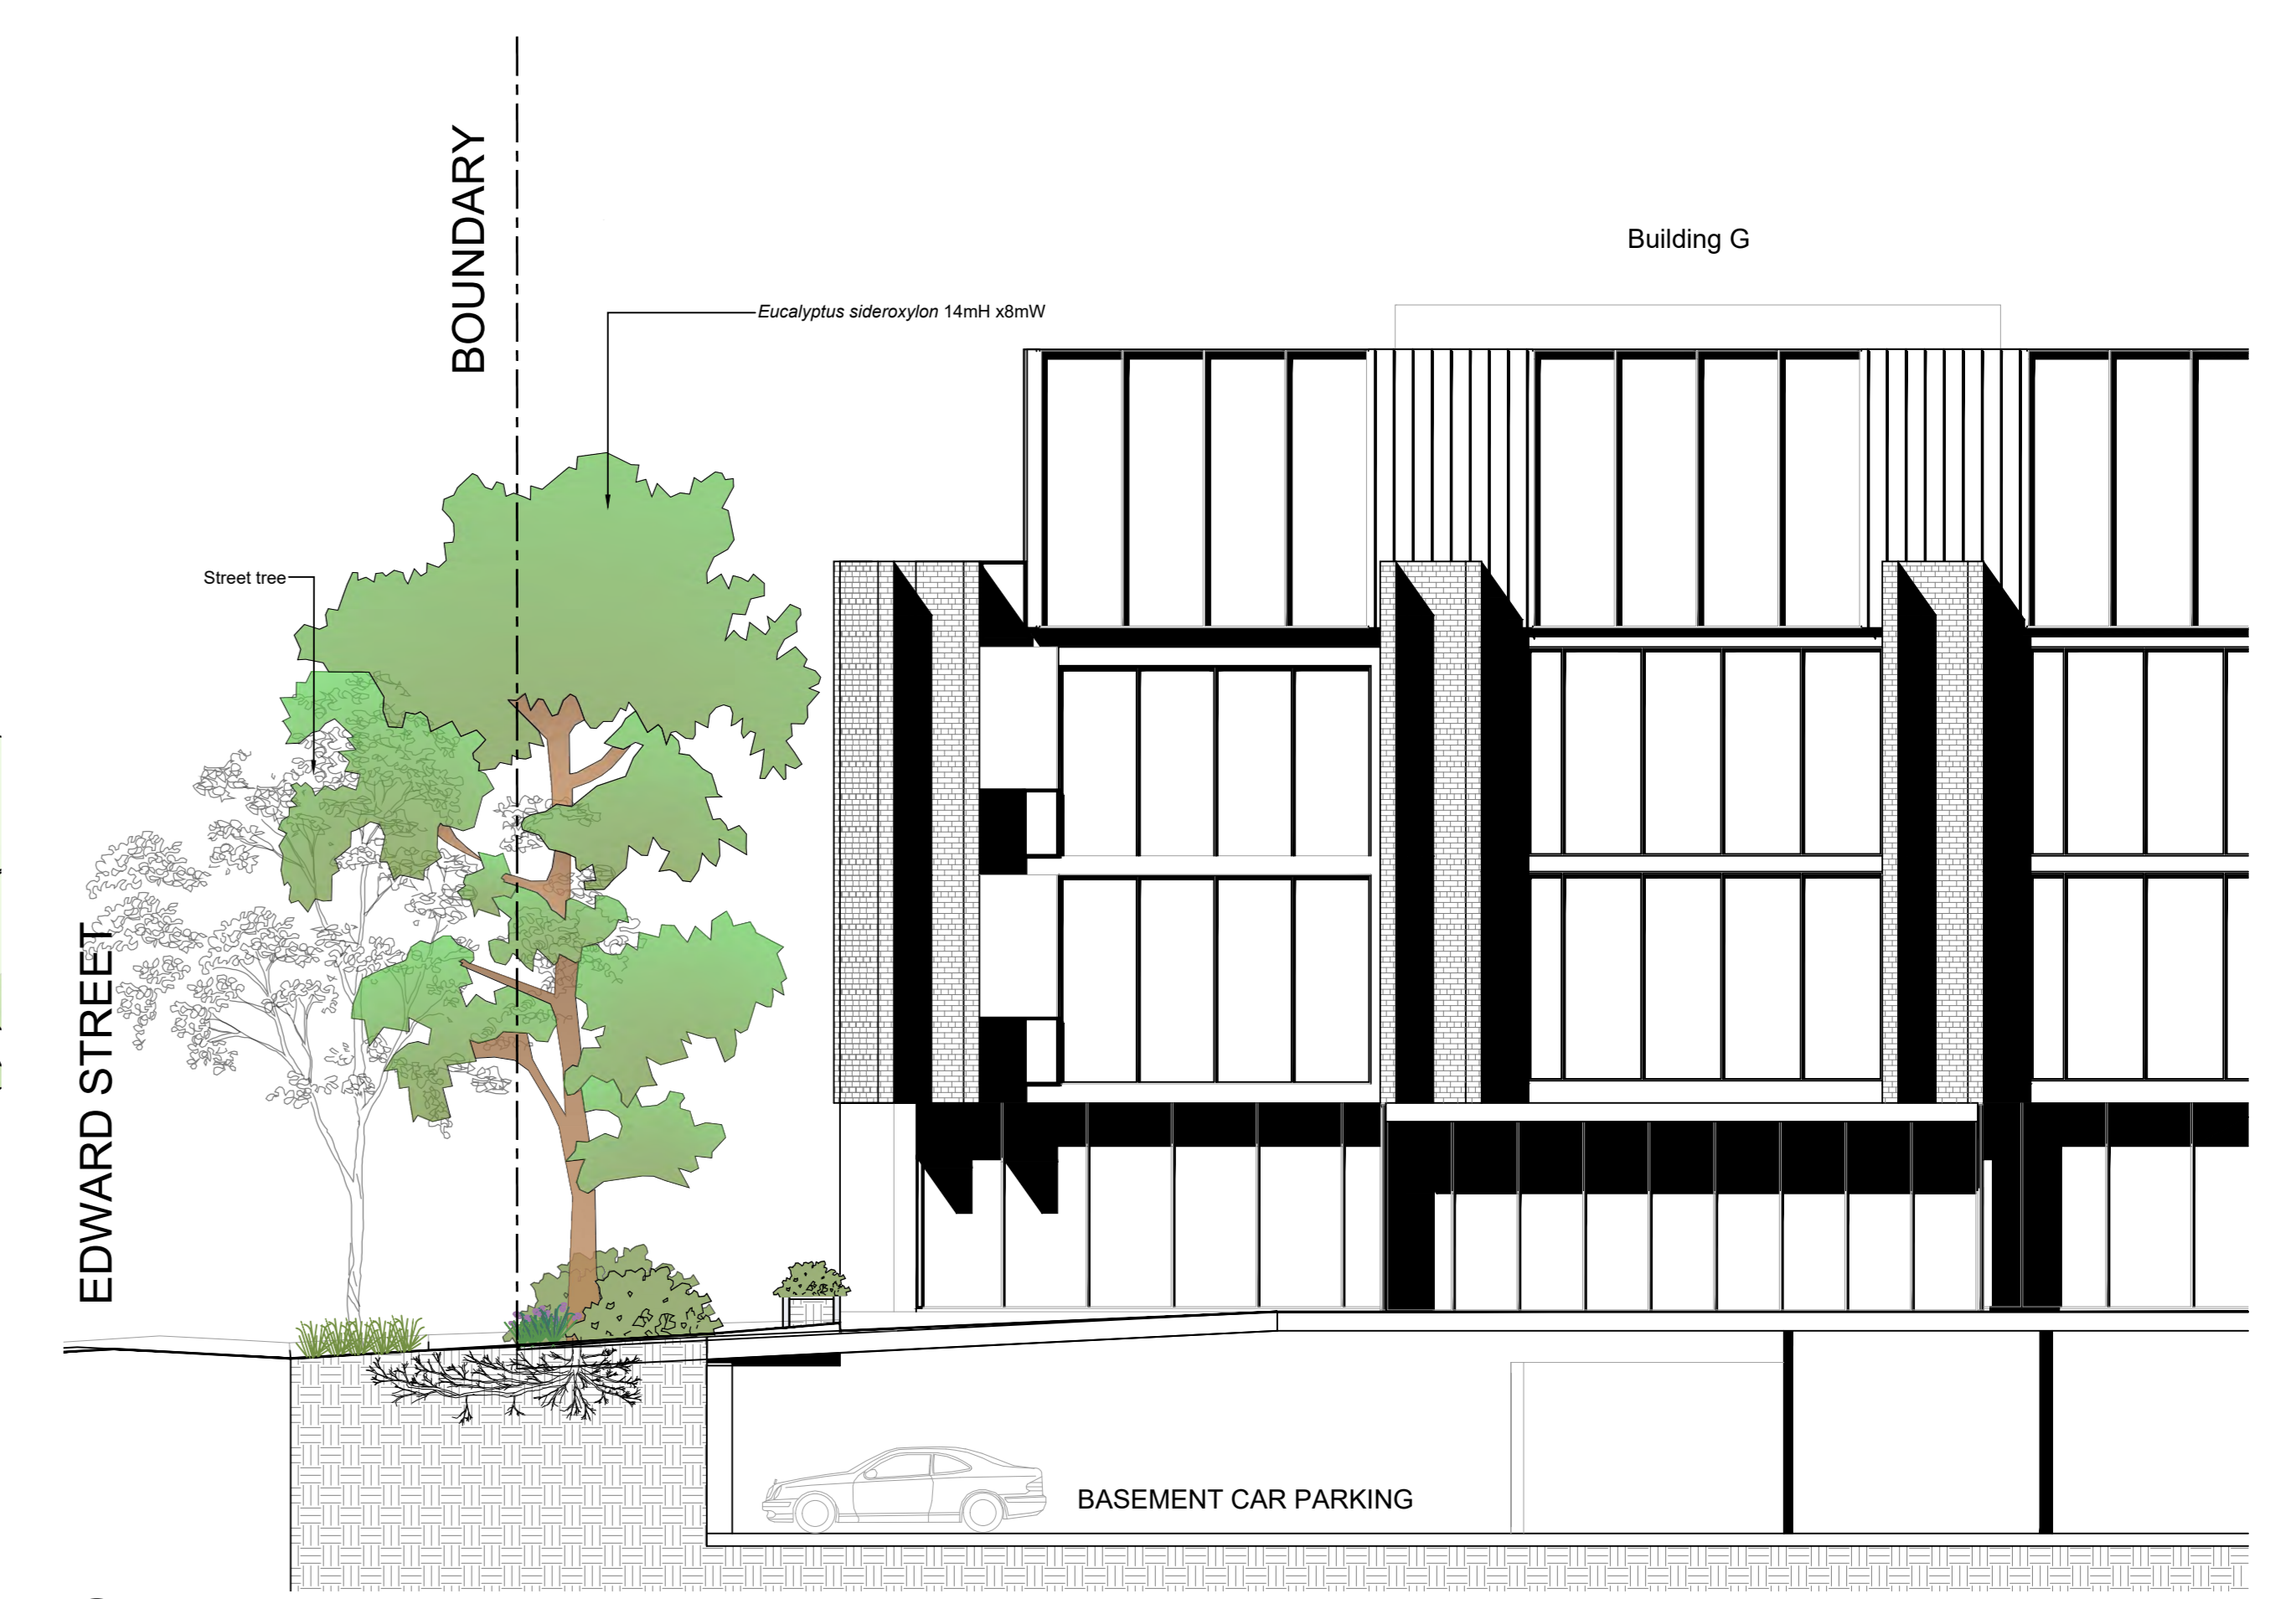 BOUNDARY
Building G
Eucalyptus sideroxylon 14mH x8mW
Street tree
EDWARD STREET
BASEMENT CAR PARKING